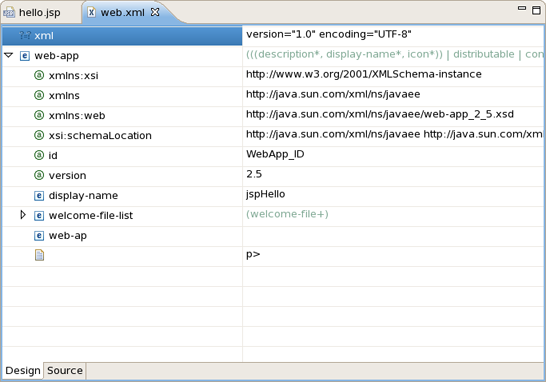 hello.jsp web.xml
xml version="1.0" encoding="UTF-8"
web-app (((description*, display-name*, icon*)) | distributable | con
xmlns:xsi http://www.w3.org/2001/XMLSchema-instance
xmlns http://java.sun.com/xml/ns/javaee
xmlns:web http://java.sun.com/xml/ns/javaee/web-app_2_5.xsd
xsi:schemaLocation http://java.sun.com/xml/ns/javaee http://java.sun.com/xm
id WebApp_ID
version 2.5
display-name jspHello
welcome-file-list (welcome-file+)
web-ap
p>
Design Source